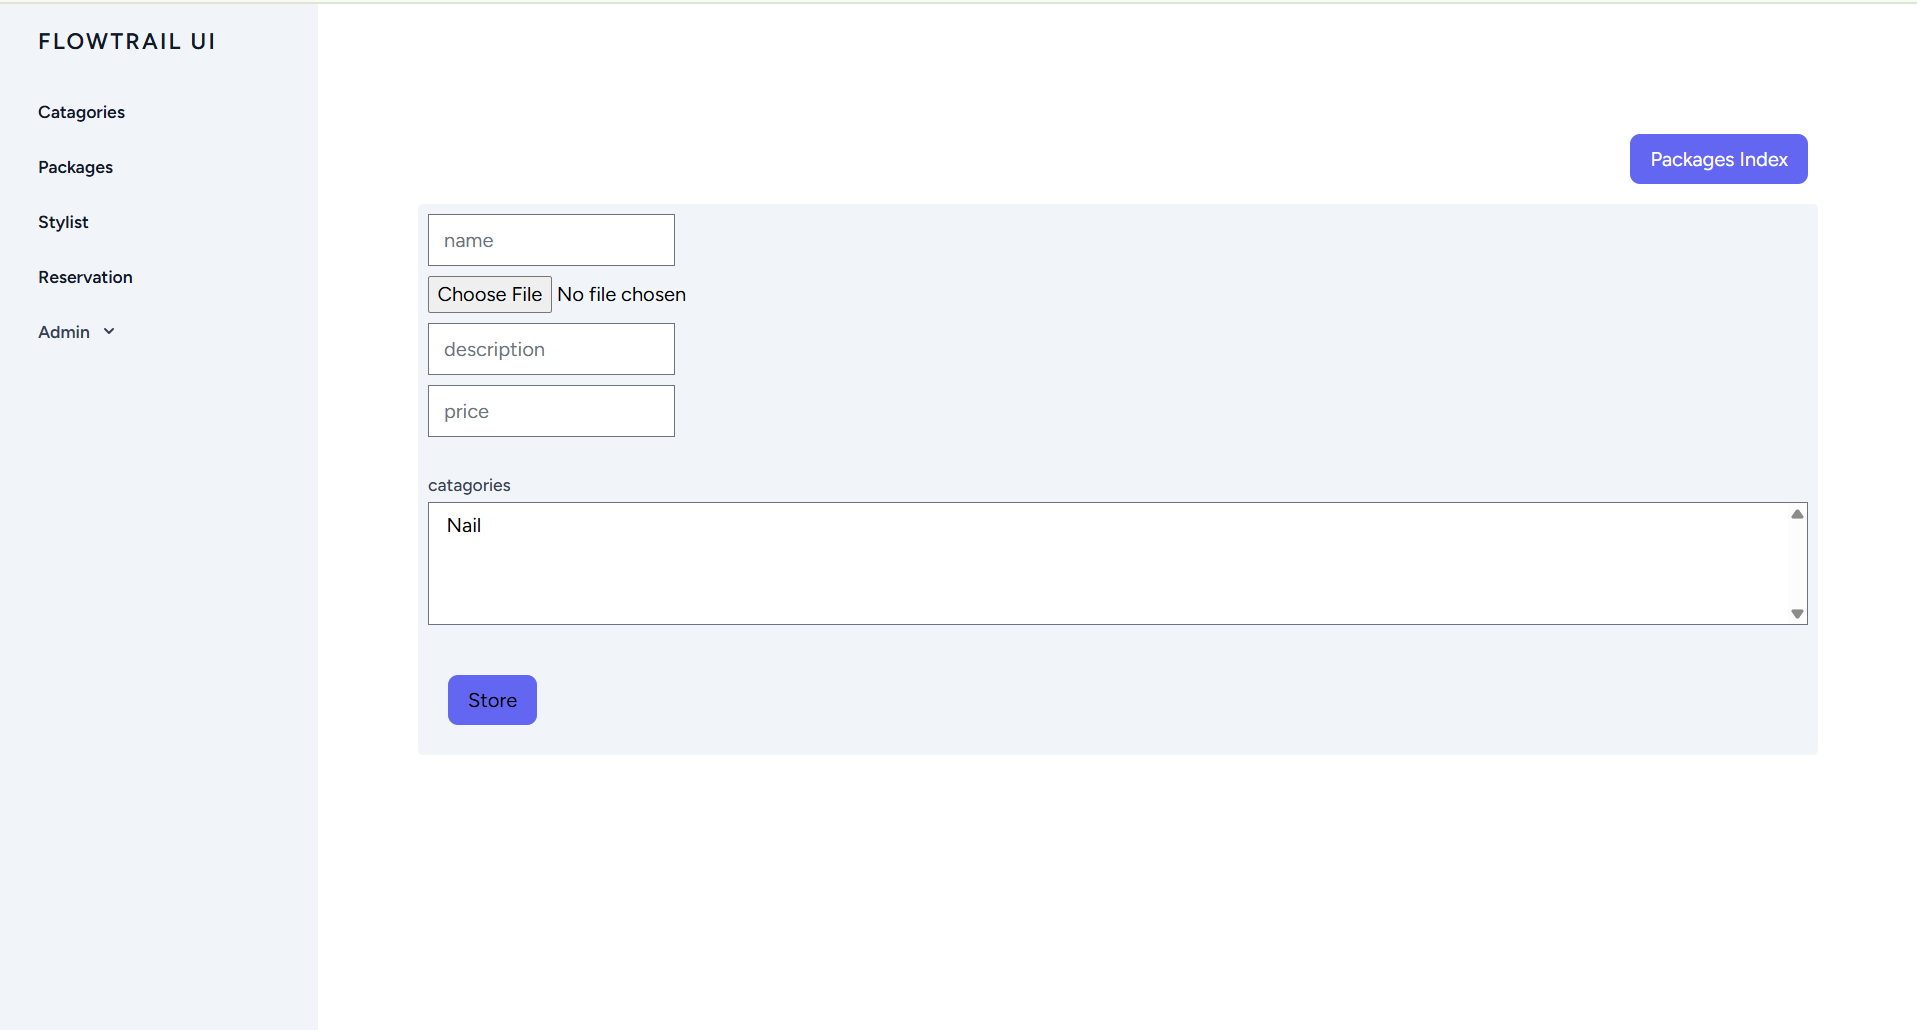 FLOWTRAIL UI
Catagories
Packages
Stylist
Reservation
Admin
Packages Index
name
Choose File No file chosen
description
price
catagories
Nail
Store